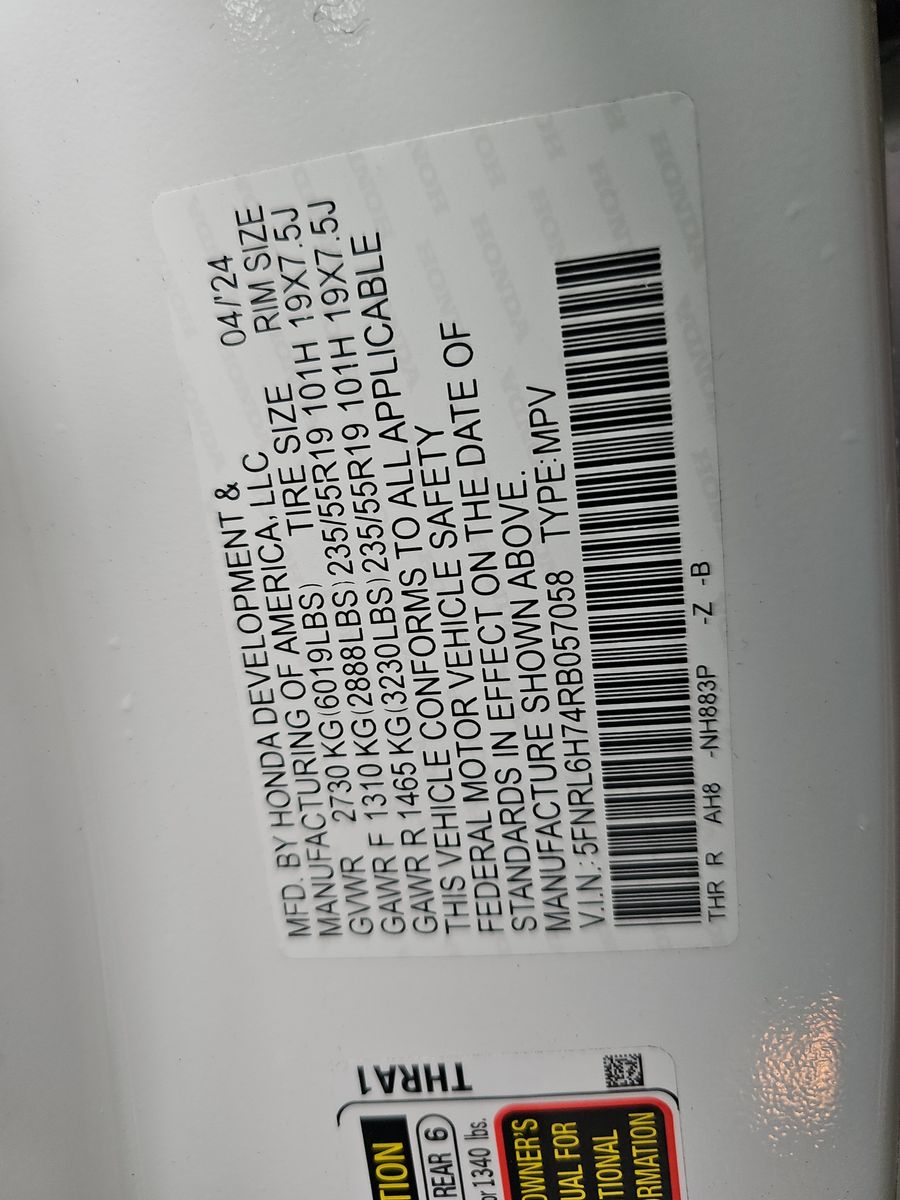 MFD. BY HONDA DEVELOPMENT & 04/'24
MANUFACTURING OF AMERICA, LLC RIM SIZE
GVWR 2730 KG(6019LBS) TIRE SIZE
GAWR F 1310 KG(2888LBS)235/55R19 101H 19X7.5J
GAWR R 1465 KG(3230LBS)235/55R19 101H 19X7.5J
THIS VEHICLE CONFORMS TO ALL APPLICABLE
FEDERAL MOTOR VEHICLE SAFETY
STANDARDS IN EFFECT ON THE DATE OF
MANUFACTURE SHOWN ABOVE.
V.I.N.:5FNRL6H74RB057058 TYPE:MPV
THR R AH8 -NH883P -Z -B
THRA1
TION
REAR 6
or 1340 lbs.
OWNER'S
UAL FOR
TIONAL
RMATION